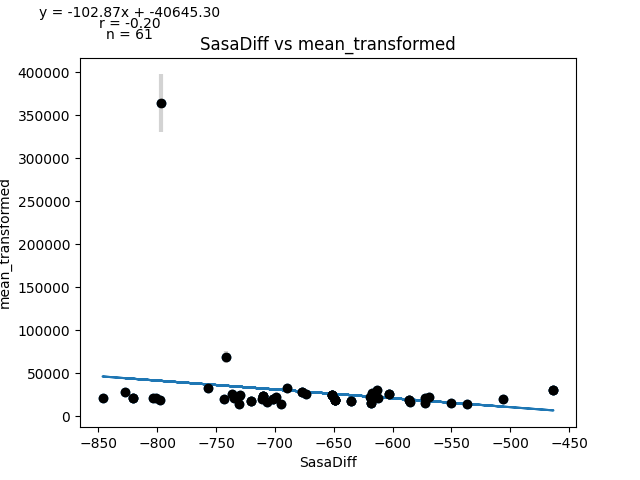 y = -102.87x + -40645.30
r = -0.20
n = 61
SasaDiff vs mean_transformed
400000
350000
300000
250000
200000
150000
100000
50000
0
mean_transformed
−850 −800 −750 −700 −650 −600 −550 −500 −450
SasaDiff